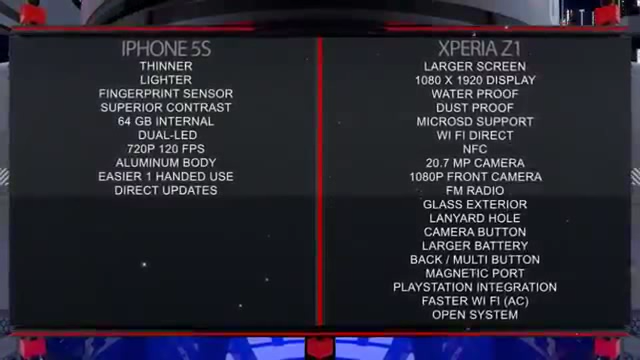 IPHONE 5S
THINNER
LIGHTER
FINGERPRINT SENSOR
SUPERIOR CONTRAST
64 GB INTERNAL
DUAL-LED
720P 120 FPS
ALUMINUM BODY
EASIER 1 HANDED USE
DIRECT UPDATES
XPERIA Z1
LARGER SCREEN
1080 X 1920 DISPLAY
WATER PROOF
DUST PROOF
MICROSD SUPPORT
WI FI DIRECT
NFC
20.7 MP CAMERA
1080P FRONT CAMERA
FM RADIO
GLASS EXTERIOR
LANYARD HOLE
CAMERA BUTTON
LARGER BATTERY
BACK / MULTI BUTTON
MAGNETIC PORT
PLAYSTATION INTEGRATION
FASTER WI FI (AC)
OPEN SYSTEM